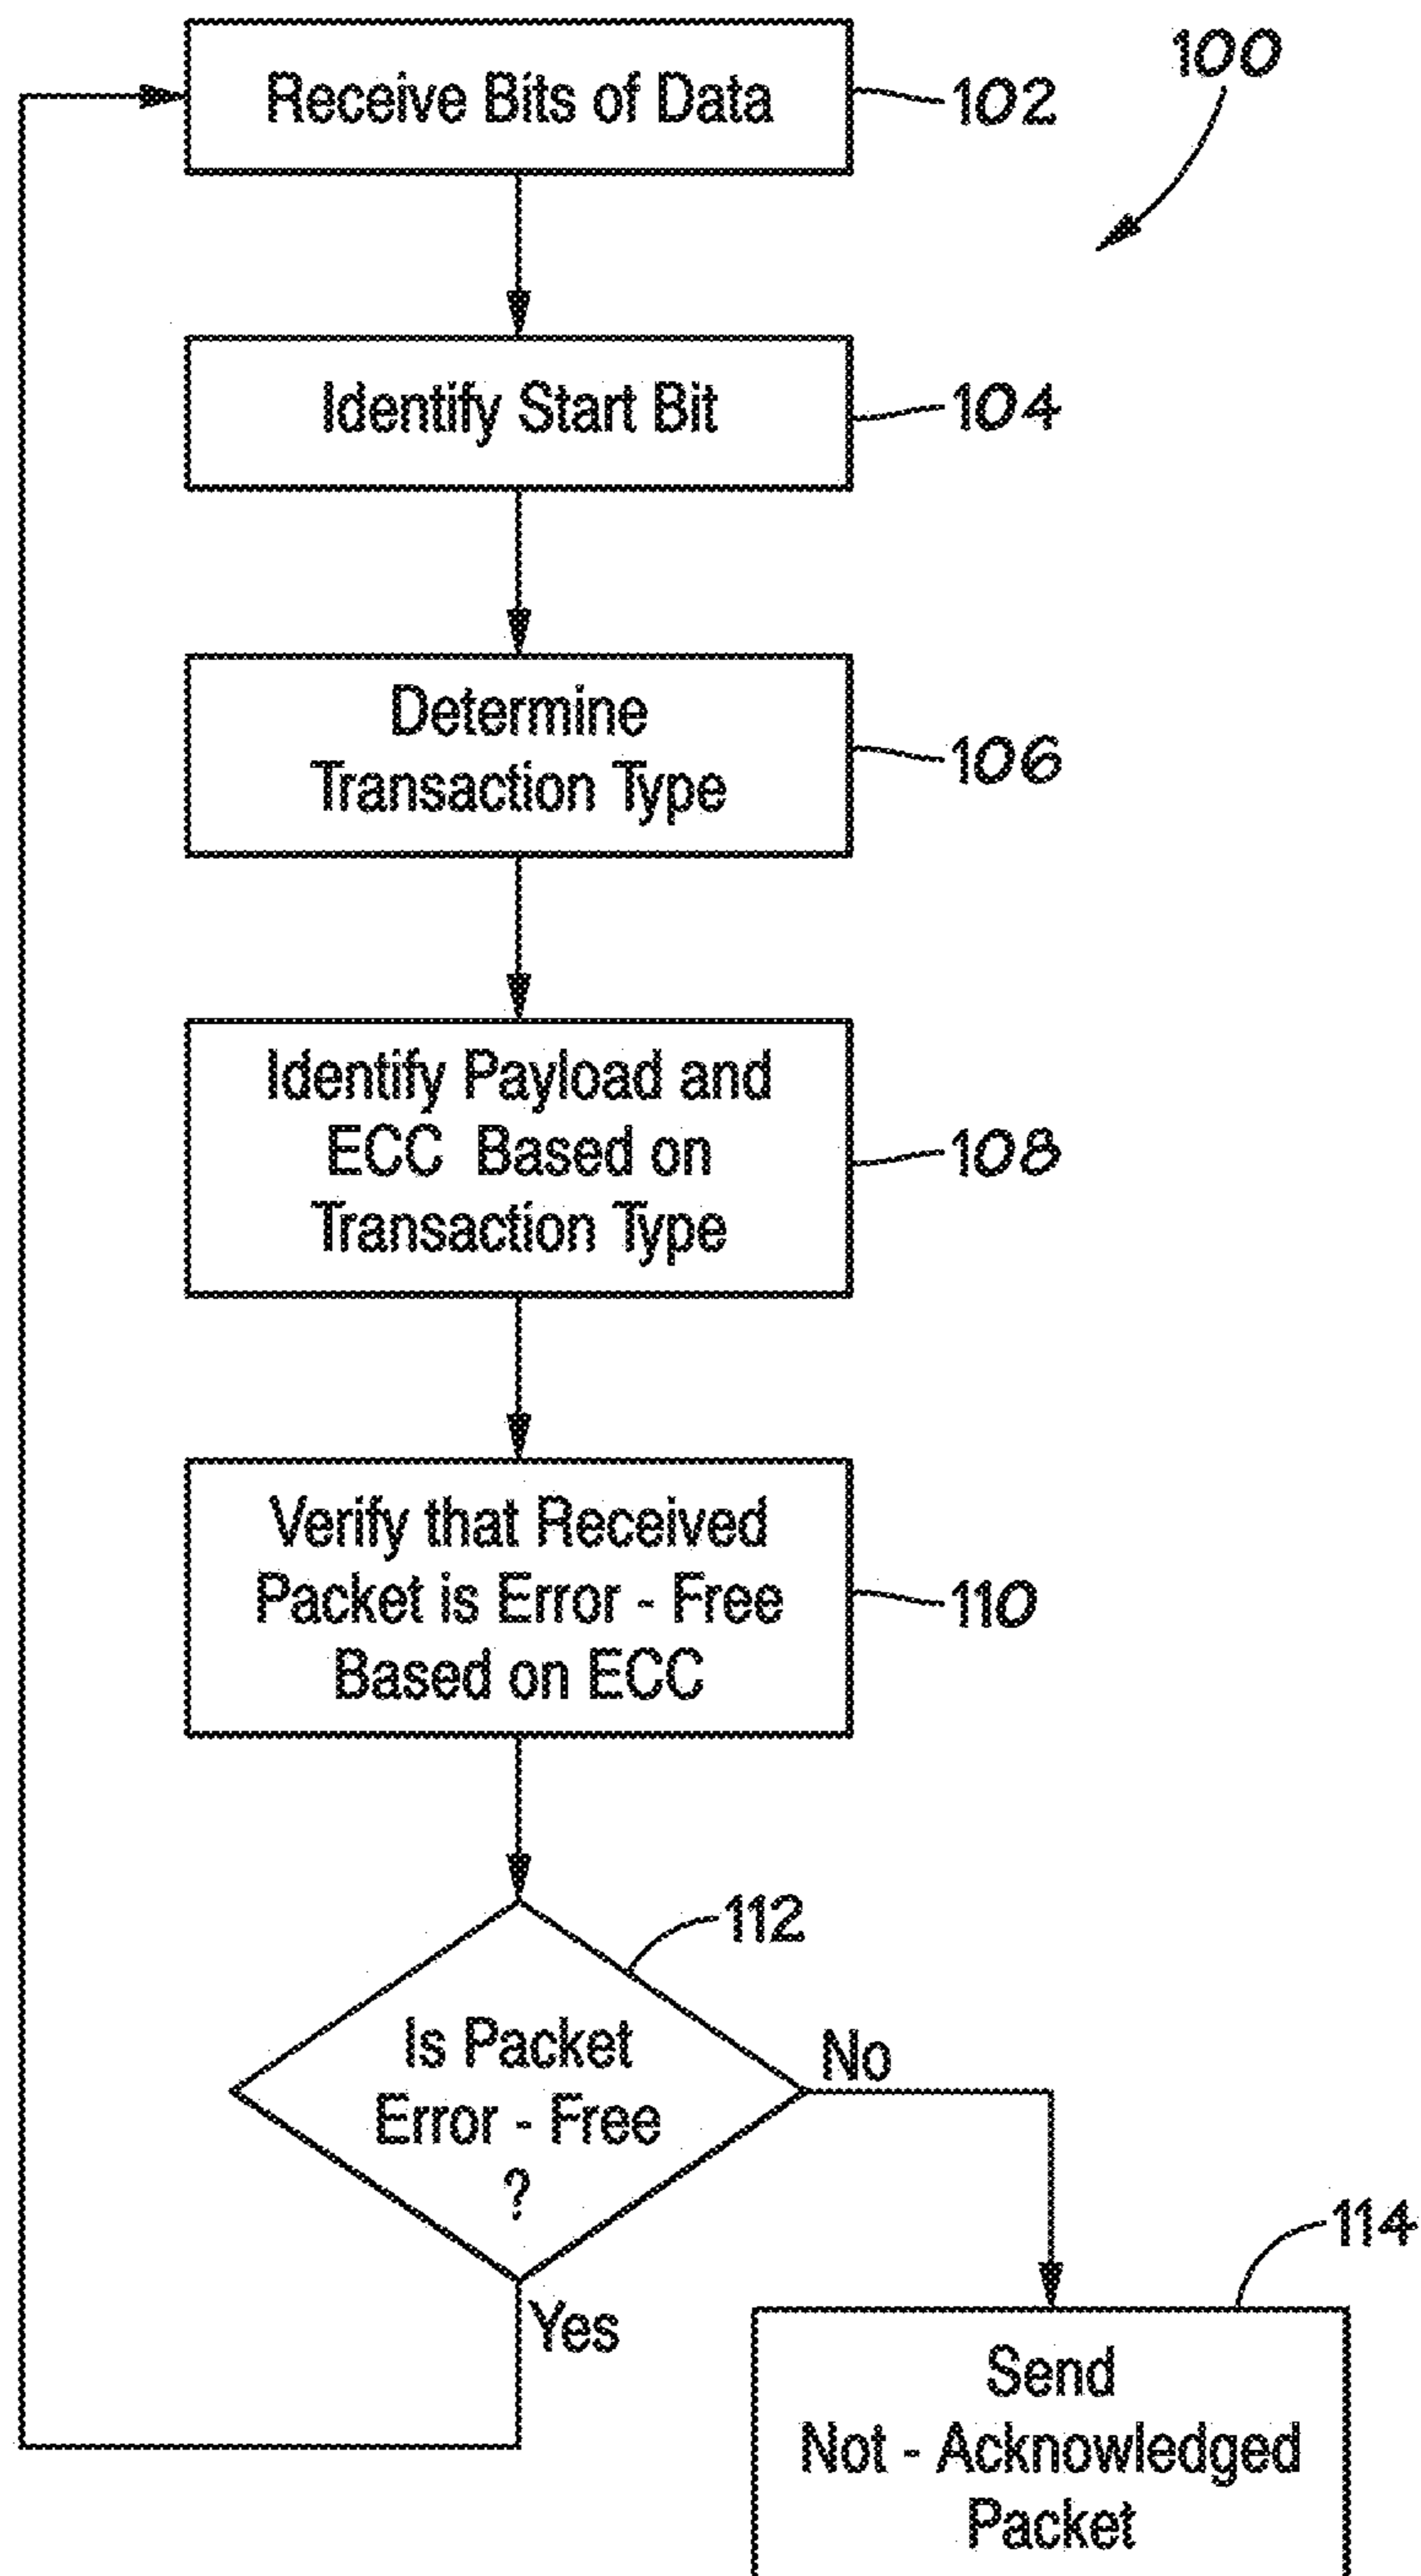 100
Receive Bits of Data
102
Identify Start Bit
104
Determine
Transaction Type
106
Identify Payload and
ECC Based on
Transaction Type
108
Verify that Received
Packet is Error - Free
Based on ECC
110
112
Is Packet
Error - Free
?
No
Yes
114
Send
Not - Acknowledged
Packet